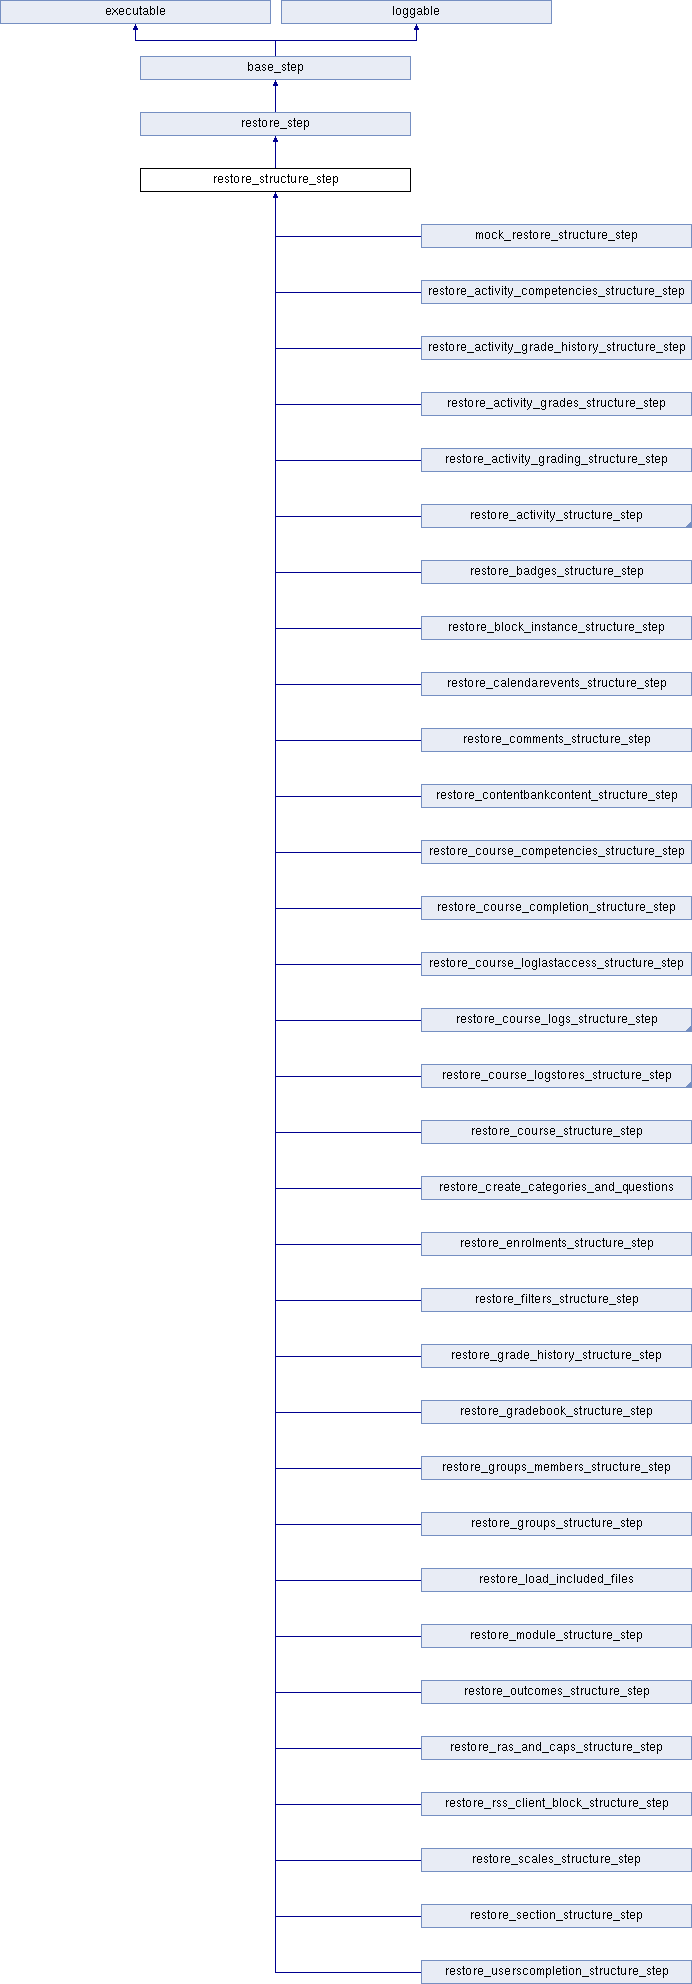 executable
loggable
base_step
restore_step
restore_structure_step
mock_restore_structure_step
restore_activity_competencies_structure_step
restore_activity_grade_history_structure_step
restore_activity_grades_structure_step
restore_activity_grading_structure_step
restore_activity_structure_step
restore_badges_structure_step
restore_block_instance_structure_step
restore_calendarevents_structure_step
restore_comments_structure_step
restore_contentbankcontent_structure_step
restore_course_competencies_structure_step
restore_course_completion_structure_step
restore_course_loglastaccess_structure_step
restore_course_logs_structure_step
restore_course_logstores_structure_step
restore_course_structure_step
restore_create_categories_and_questions
restore_enrolments_structure_step
restore_filters_structure_step
restore_grade_history_structure_step
restore_gradebook_structure_step
restore_groups_members_structure_step
restore_groups_structure_step
restore_load_included_files
restore_module_structure_step
restore_outcomes_structure_step
restore_ras_and_caps_structure_step
restore_rss_client_block_structure_step
restore_scales_structure_step
restore_section_structure_step
restore_userscompletion_structure_step